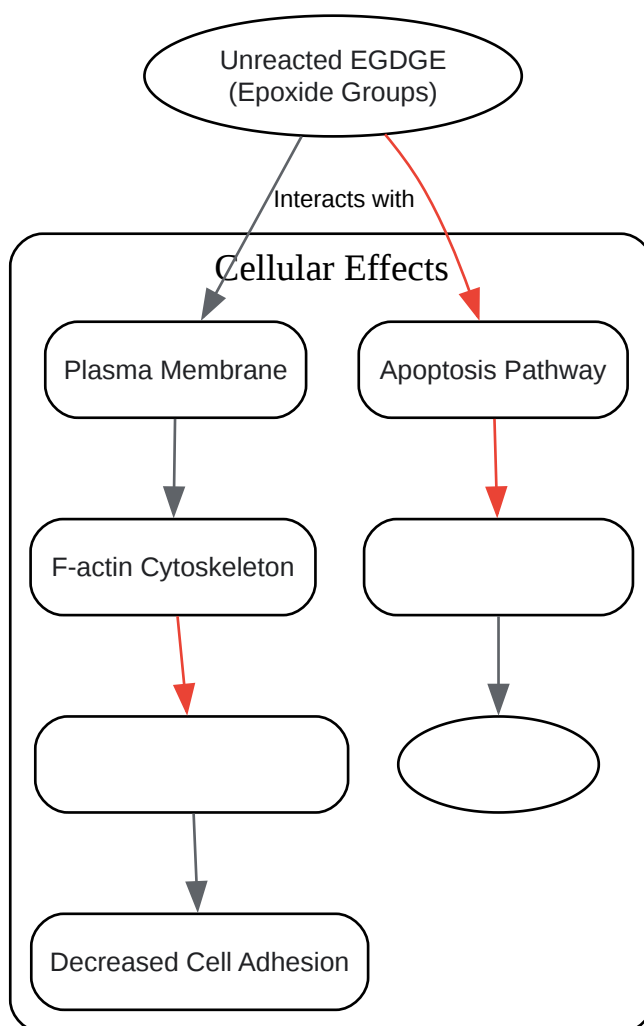 Unreacted EGDGE
(Epoxide Groups)
Interacts with
Cellular Effects
Plasma Membrane
Apoptosis Pathway
F-actin Cytoskeleton
Decreased Cell Adhesion